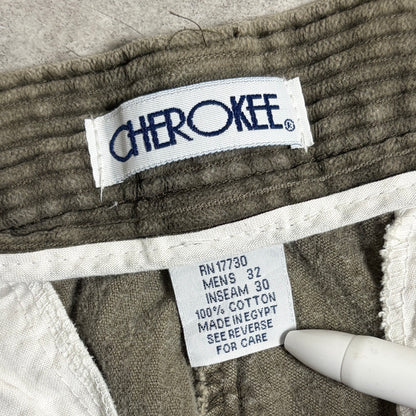 CHEROKEE®
RN 17730
MENS 32
INSEAM 30
100% COTTON
MADE IN EGYPT
SEE REVERSE
FOR CARE